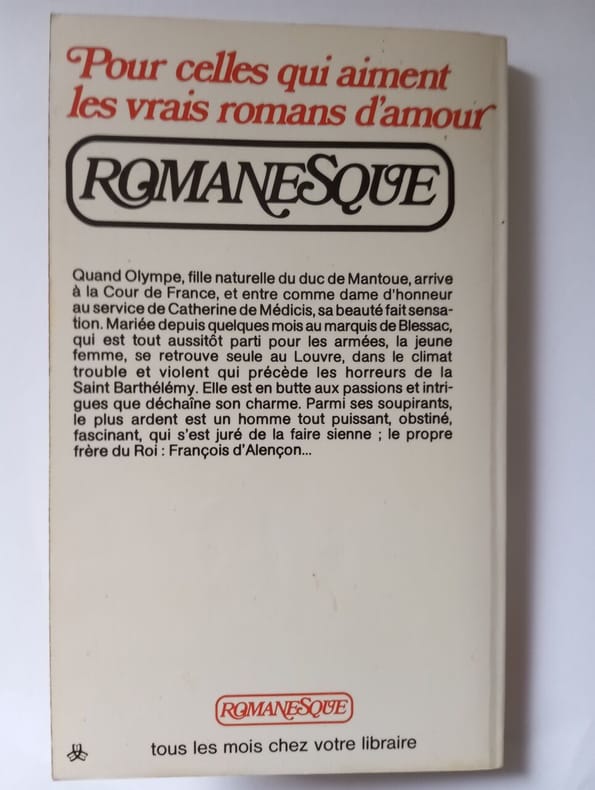 Pour celles qui aiment
les vrais romans d'amour
ROMANESQUE
Quand Olympe, fille naturelle du duc de Mantoue, arrive
à la Cour de France, et entre comme dame d'honneur
au service de Catherine de Médicis, sa beauté fait sensa-
tion. Mariée depuis quelques mois au marquis de Blessac,
qui est tout aussitôt parti pour les armées, la jeune
femme, se retrouve seule au Louvre, dans le climat
trouble et violent qui précède les horreurs de la
Saint Barthélémy. Elle est en butte aux passions et intri-
gues que déchaîne son charme. Parmi ses soupirants,
le plus ardent est un homme tout puissant, obstiné,
fascinant, qui s'est juré de la faire sienne ; le propre
frère du Roi : François d'Alençon...
ROMANESQUE
tous les mois chez votre libraire